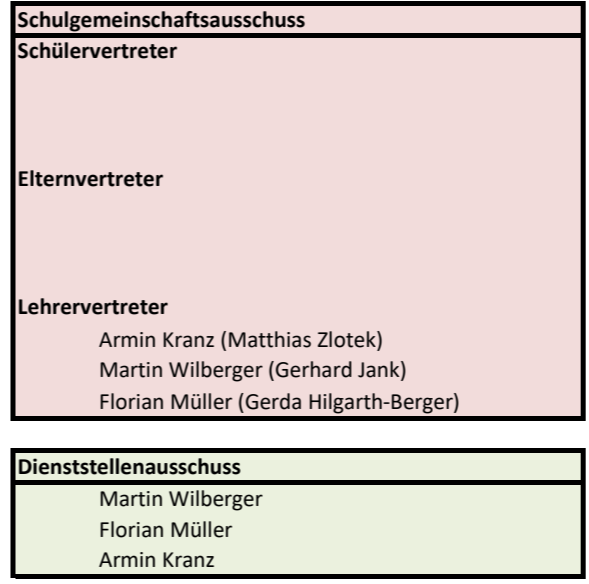 Schulgemeinschaftsausschuss
Schülervertreter
Elternvertreter
Lehrervertreter
Armin Kranz (Matthias Zlotek)
Martin Wilberger (Gerhard Jank)
Florian Müller (Gerda Hilgarth-Berger)
Dienststellenausschuss
Martin Wilberger
Florian Müller
Armin Kranz